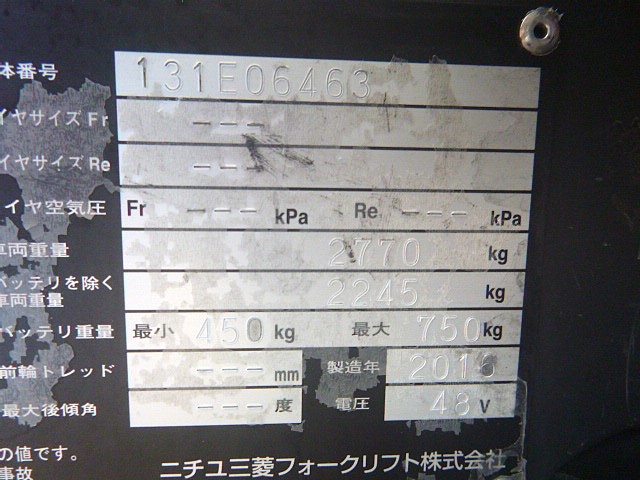 体番号 131E06463
イヤサイズ Fr ---
イヤサイズ Re ---
イヤ空気圧 Fr --- kPa Re --- kPa
車両重量 2770 kg
バッテリを除く
車両重量 2245 kg
バッテリ重量 最小 450 kg 最大 750 kg
前輪トレッド --- mm 製造年 2016
最大後傾角 --- 度 電圧 48 V
の値です。
事故
ニチユ三菱フォークリフト株式会社